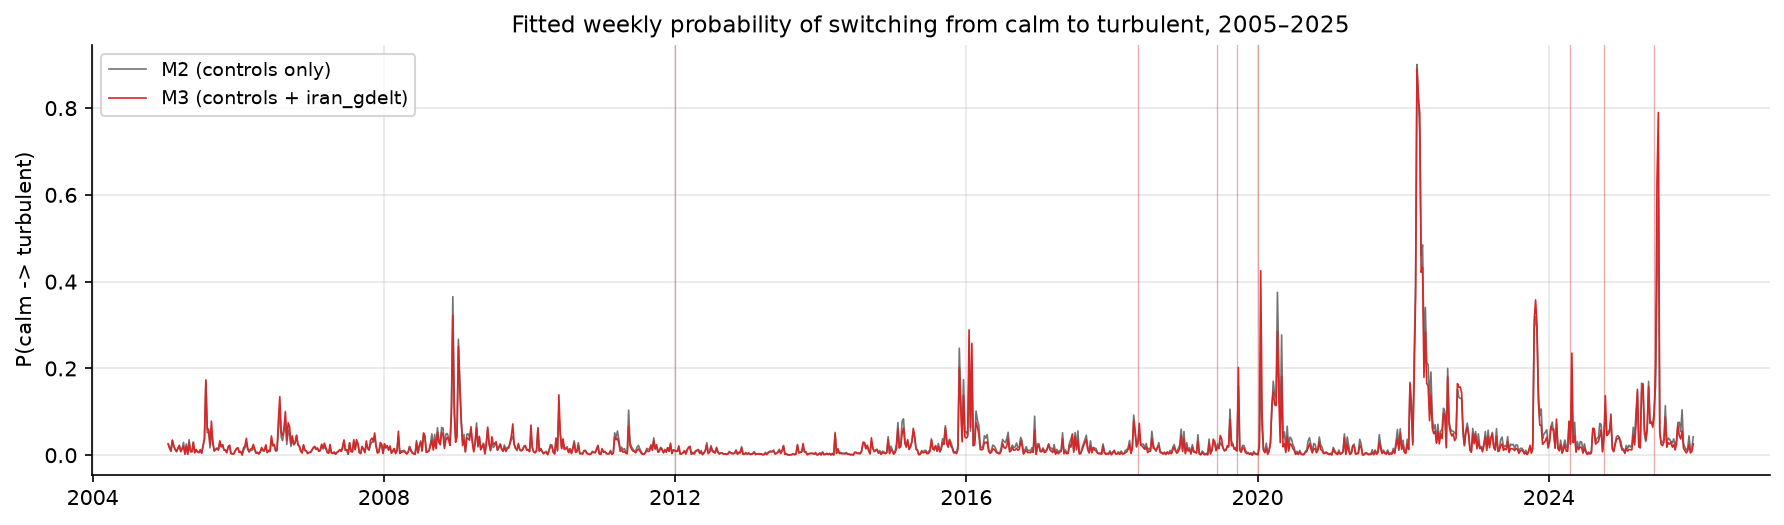 Fitted weekly probability of switching from calm to turbulent, 2005–2025
M2 (controls only)
M3 (controls + iran_gdelt)
P(calm -> turbulent)
0.8
0.6
0.4
0.2
0.0
2004
2008
2012
2016
2020
2024